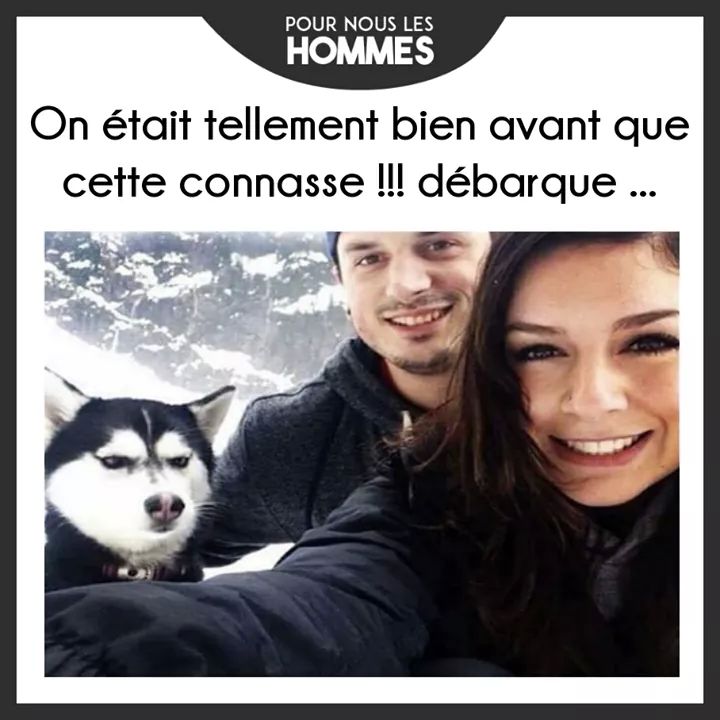 POUR NOUS LES
HOMMES
On était tellement bien avant que
cette connasse !!! débarque ...